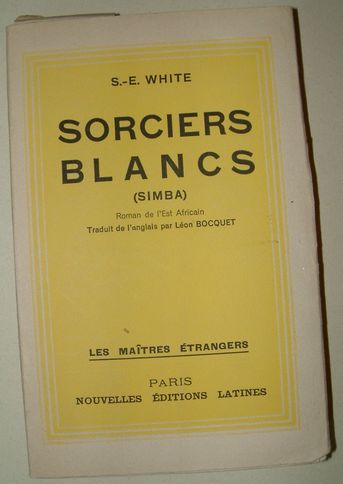 S.-E. WHITE
SORCIERS
BLANCS
(SIMBA)
Roman de l'Est Africain
Traduit de l'anglais par Léon BOCQUET
LES MAÎTRES ÉTRANGERS
PARIS
NOUVELLES ÉDITIONS LATINES